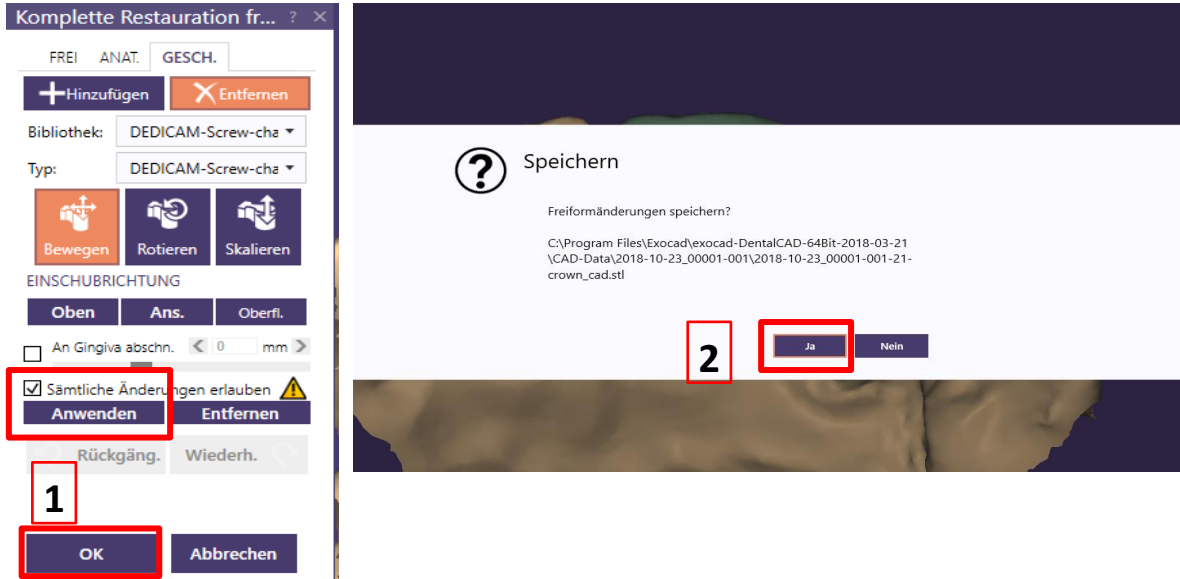 Komplette Restauration fr... ? ×
FREI ANAT. GESCH.
Hinzufügen Entfernen
Bibliothek: DEDICAM-Screw-cha
Typ: DEDICAM-Screw-cha
Bewegen Rotieren Skalieren
EINSCHUBRICHTUNG
Oben Ans. Oberfl.
An Gingiva abschn. < 0 mm >
Sämtliche Änderungen erlauben
Anwenden Entfernen
Rückgäng. Wiederh.
1
OK Abbrechen
Speichern
Freiformänderungen speichern?
C:\Program Files\Exocad\exocad-DentalCAD-64Bit-2018-03-21
\CAD-Data\2018-10-23_00001-001\2018-10-23_00001-001-21-
crown_cad.stl
2
Ja Nein